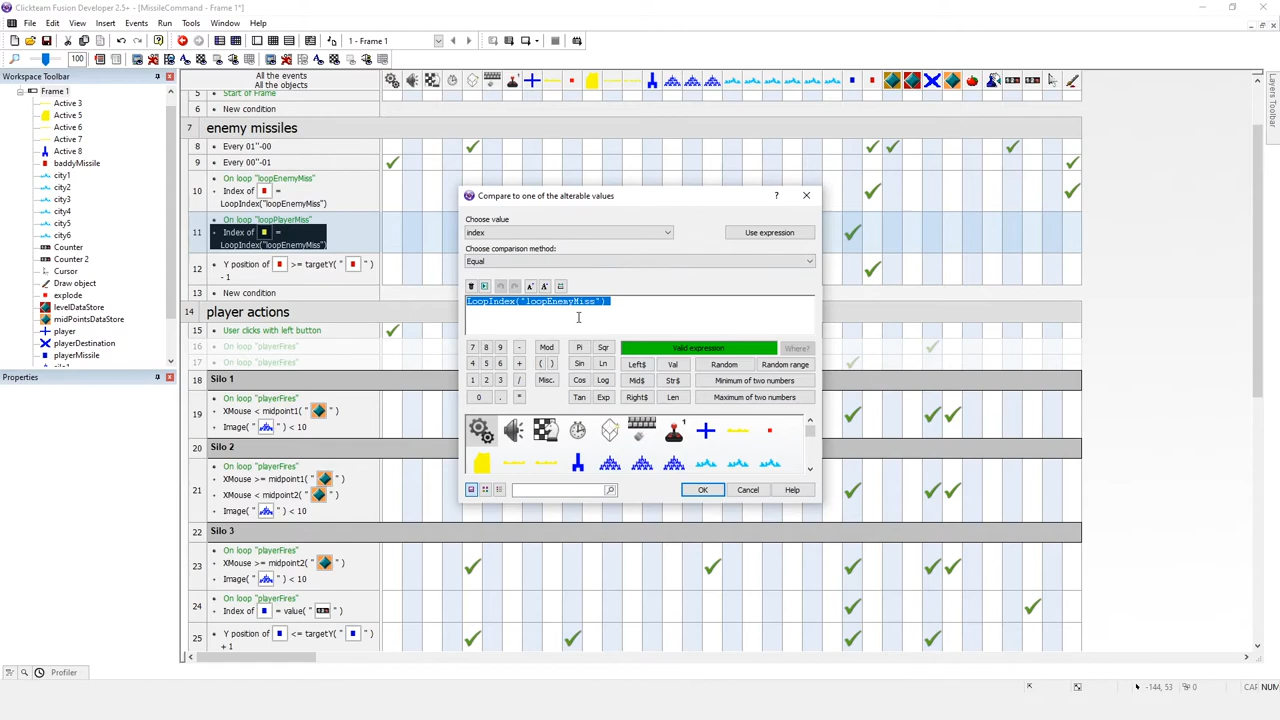 Clickteam Fusion Developer 2.5+ - MissileCommand - Frame 1*]
File Edit View Insert Events Run Tools Window Help
1 - Frame 1
100
Workspace Toolbar
Frame 1
Active 3
Active 5
Active 6
Active 7
Active 8
baddyMissile
city1
city2
city3
city4
city5
city6
Counter
Counter 2
Cursor
Draw object
explode
levelDataStore
midPointsDataStore
player
playerDestination
playerMissile
Properties
All the events
All the objects
5 Start of Frame
6 New condition
7 enemy missiles
8 Every 01"-00
9 Every 00"-01
On loop "loopEnemyMiss"
10 Index of =
LoopIndex("loopEnemyMiss")
On loop "loopPlayerMiss"
11 Index of =
LoopIndex("loopEnemyMiss")
12 Y position of >= targetY( " " )
- 1
13 New condition
14 player actions
15 User clicks with left button
16 On loop "playerFires"
17 On loop "playerFires"
18 Silo 1
On loop "playerFires"
19 XMouse < midpoint1( " " )
Image( " " ) < 10
20 Silo 2
On loop "playerFires"
XMouse >= midpoint1( " " )
21 XMouse < midpoint2( " " )
Image( " " ) < 10
22 Silo 3
On loop "playerFires"
23 XMouse >= midpoint2( " " )
Image( " " ) < 10
On loop "playerFires"
24 Index of = value( " " )
25 Y position of <= targetY( " " )
+ 1
Compare to one of the alterable values
?
Choose value
index
Use expression
Choose comparison method:
Equal
LoopIndex("loopEnemyMiss")
7 8 9 - Mod Pi Sqr Valid expression Where?
4 5 6 + ( ) Sin Ln Left$ Val Random Random range
1 2 3 / Misc. Cos Log Mid$ Str$ Minimum of two numbers
0 . * Tan Exp Right$ Len Maximum of two numbers
OK Cancel Help
Layers Toolbar
Profiler
-144, 53
0
CAP NUM